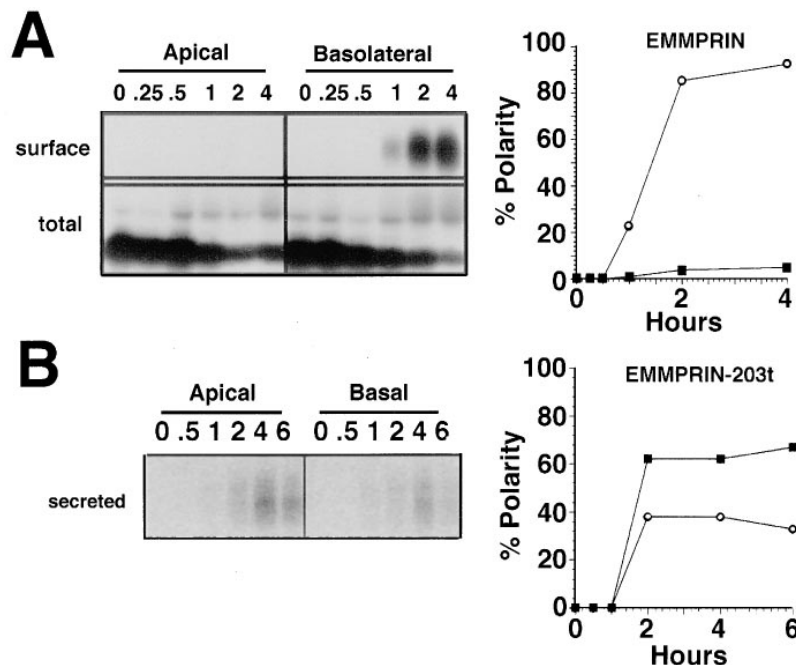 A
Apical Basolateral
0 .25 .5 1 2 4 0 .25 .5 1 2 4
surface
total
EMMPRIN
% Polarity
100
80
60
40
20
0
0 2 4
Hours
B
Apical Basal
0 .5 1 2 4 6 0 .5 1 2 4 6
secreted
EMMPRIN-203t
% Polarity
100
80
60
40
20
0
0 2 4 6
Hours